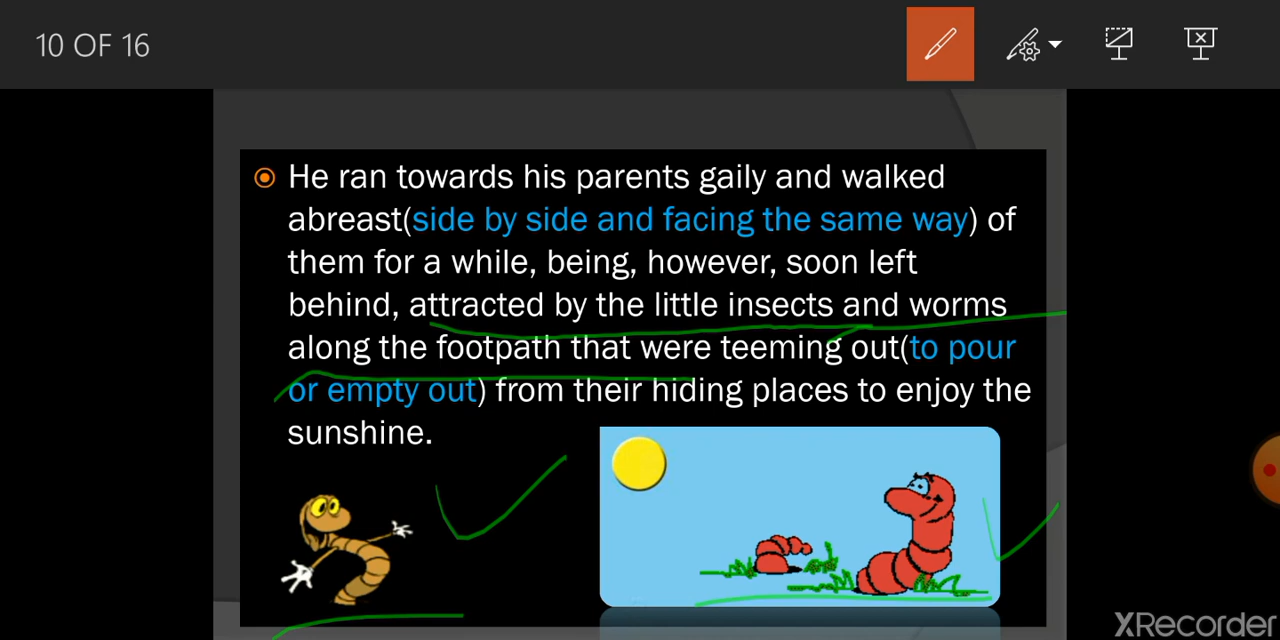 10 OF 16
He ran towards his parents gaily and walked
abreast(side by side and facing the same way) of
them for a while, being, however, soon left
behind, attracted by the little insects and worms
along the footpath that were teeming out(to pour
or empty out) from their hiding places to enjoy the
sunshine.
XRecorder